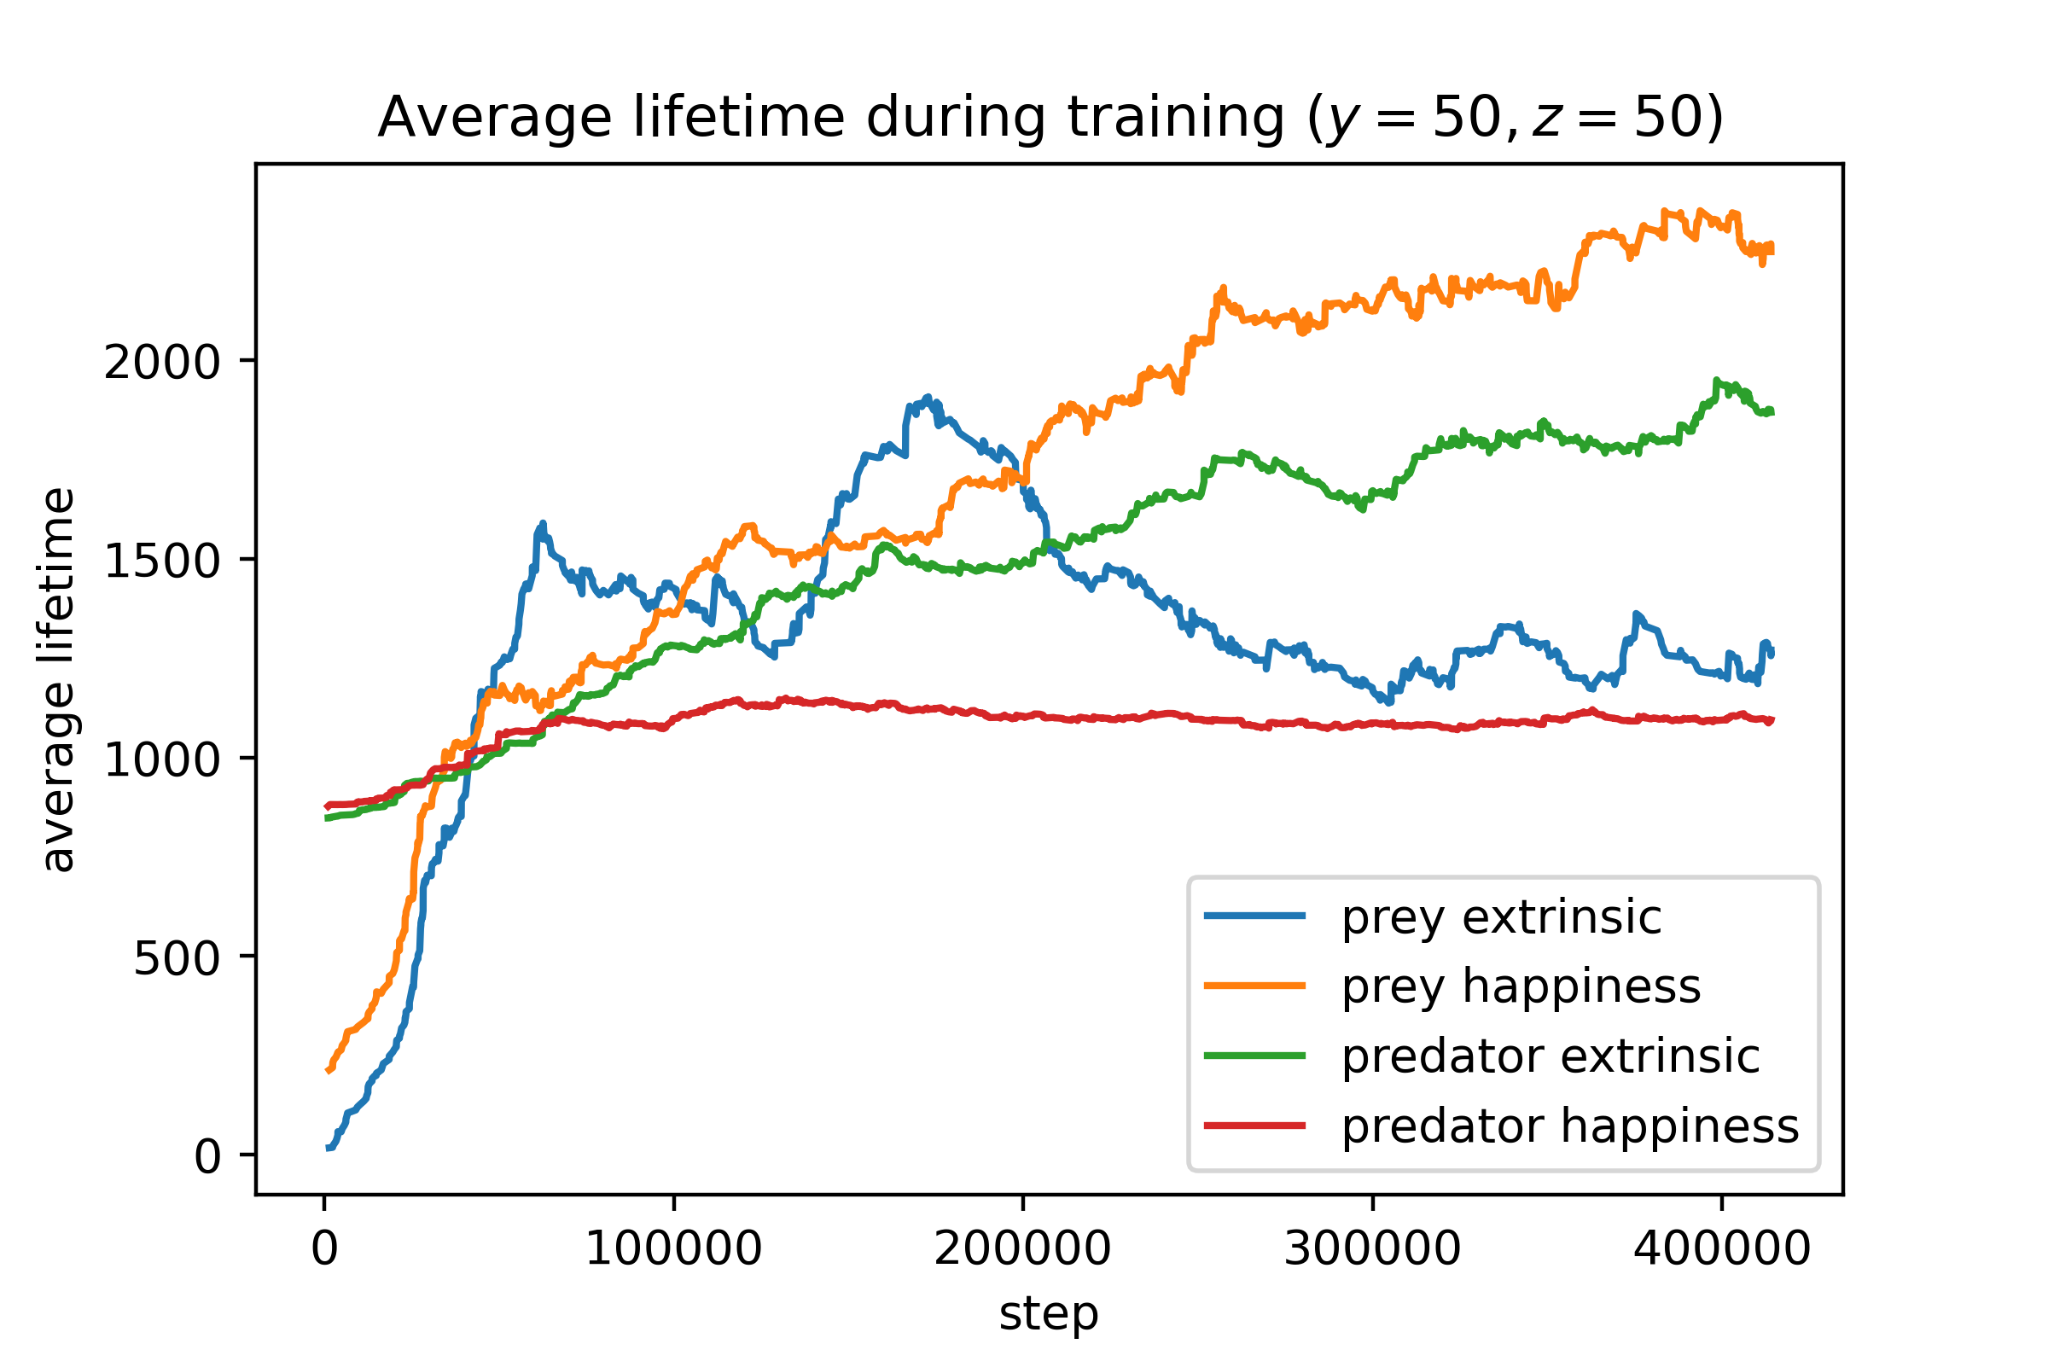 Average lifetime during training (y = 50, z = 50)
average lifetime
2000
1500
1000
500
0
0 100000 200000 300000 400000
step
prey extrinsic
prey happiness
predator extrinsic
predator happiness